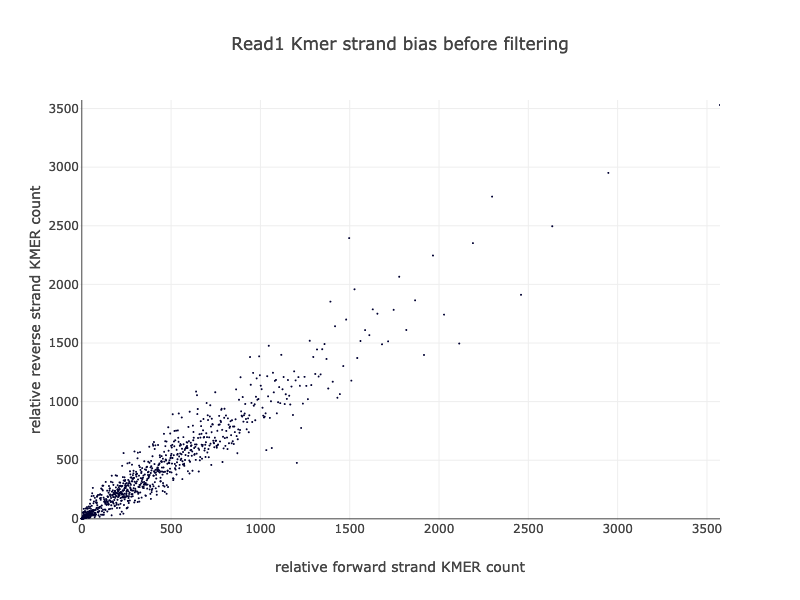 Read1 Kmer strand bias before filtering
relative reverse strand KMER count
3500
3000
2500
2000
1500
1000
500
0
0 500 1000 1500 2000 2500 3000 3500
relative forward strand KMER count